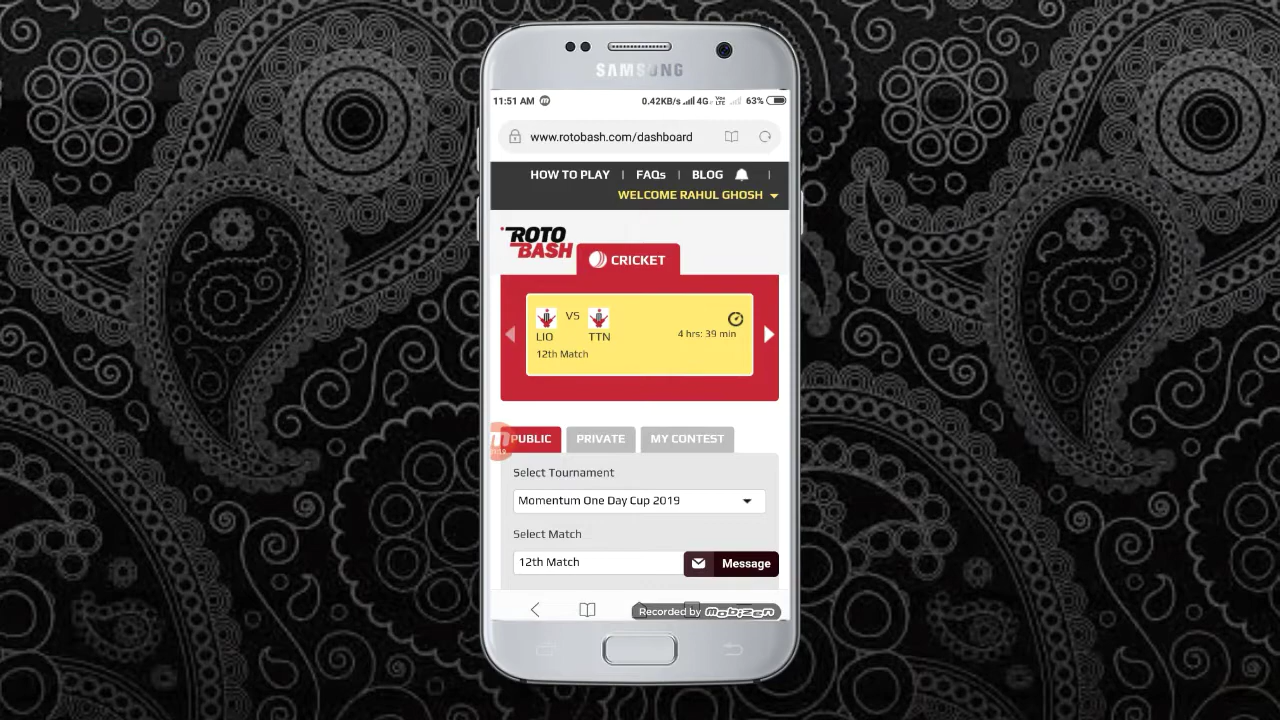 SAMSUNG
11:51 AM 0.42KB/s 4G Vo LTE 63%
www.rotobash.com/dashboard
HOW TO PLAY | FAQs | BLOG |
WELCOME RAHUL GHOSH
ROTO
BASH
CRICKET
VS
LIO TTN 4 hrs: 39 min
12th Match
PUBLIC PRIVATE MY CONTEST
Select Tournament
Momentum One Day Cup 2019
Select Match
12th Match Message
Recorded by mobizen